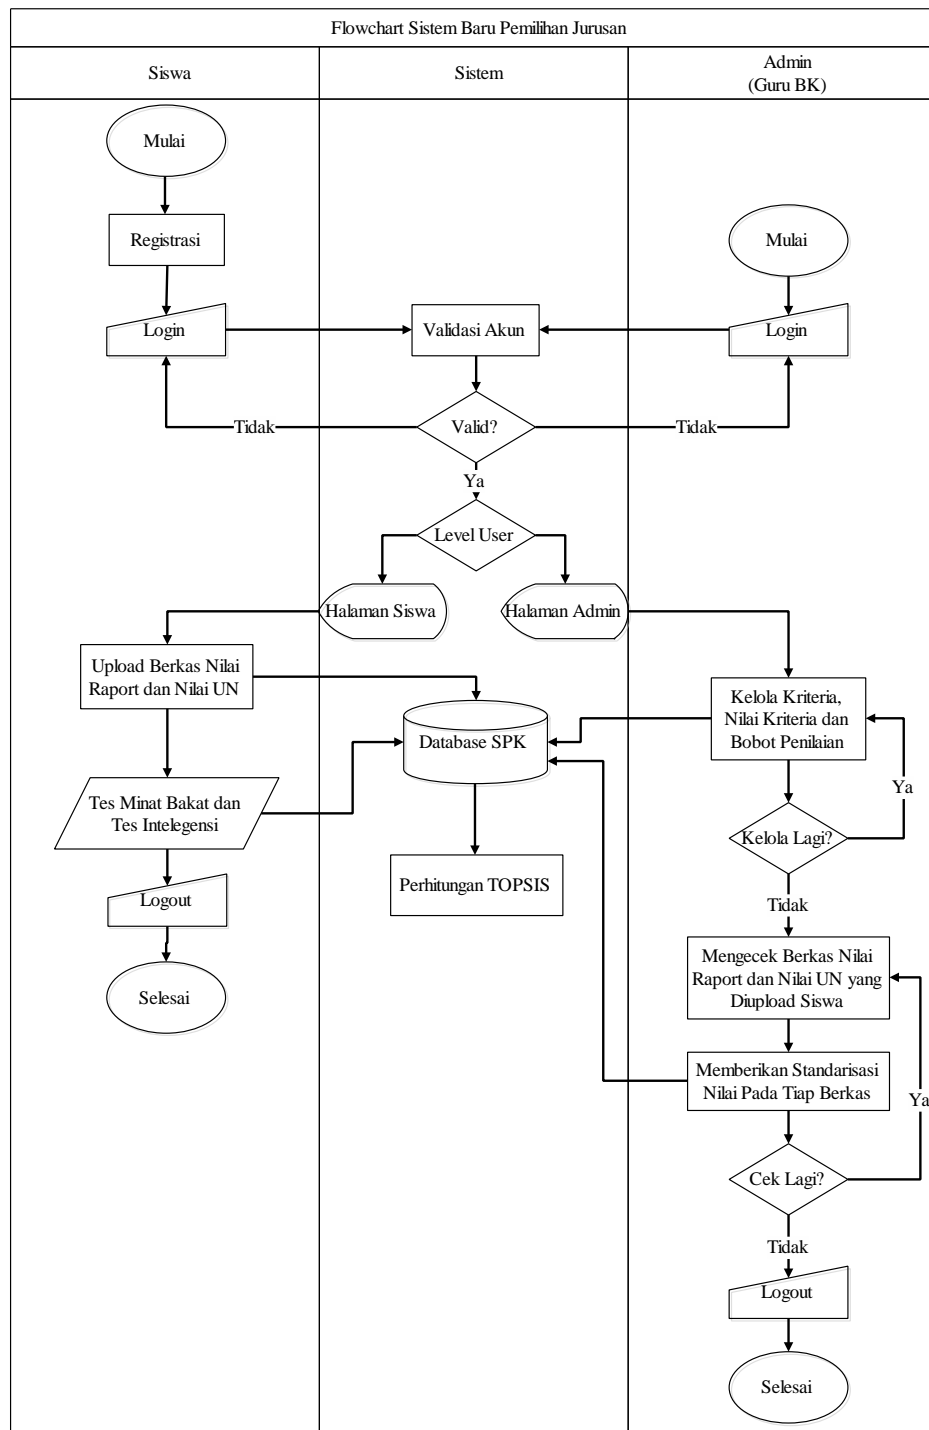 Flowchart Sistem Baru Pemilihan Jurusan
Siswa
Sistem
Admin
(Guru BK)
Mulai
Registrasi
Mulai
Login
Validasi Akun
Login
Tidak
Valid?
Tidak
Ya
Level User
Halaman Siswa
Halaman Admin
Upload Berkas Nilai
Raport dan Nilai UN
Kelola Kriteria,
Nilai Kriteria dan
Bobot Penilaian
Database SPK
Ya
Tes Minat Bakat dan
Tes Intelegensi
Kelola Lagi?
Perhitungan TOPSIS
Logout
Tidak
Mengecek Berkas Nilai
Raport dan Nilai UN yang
Diupload Siswa
Selesai
Memberikan Standarisasi
Nilai Pada Tiap Berkas
Ya
Cek Lagi?
Tidak
Logout
Selesai